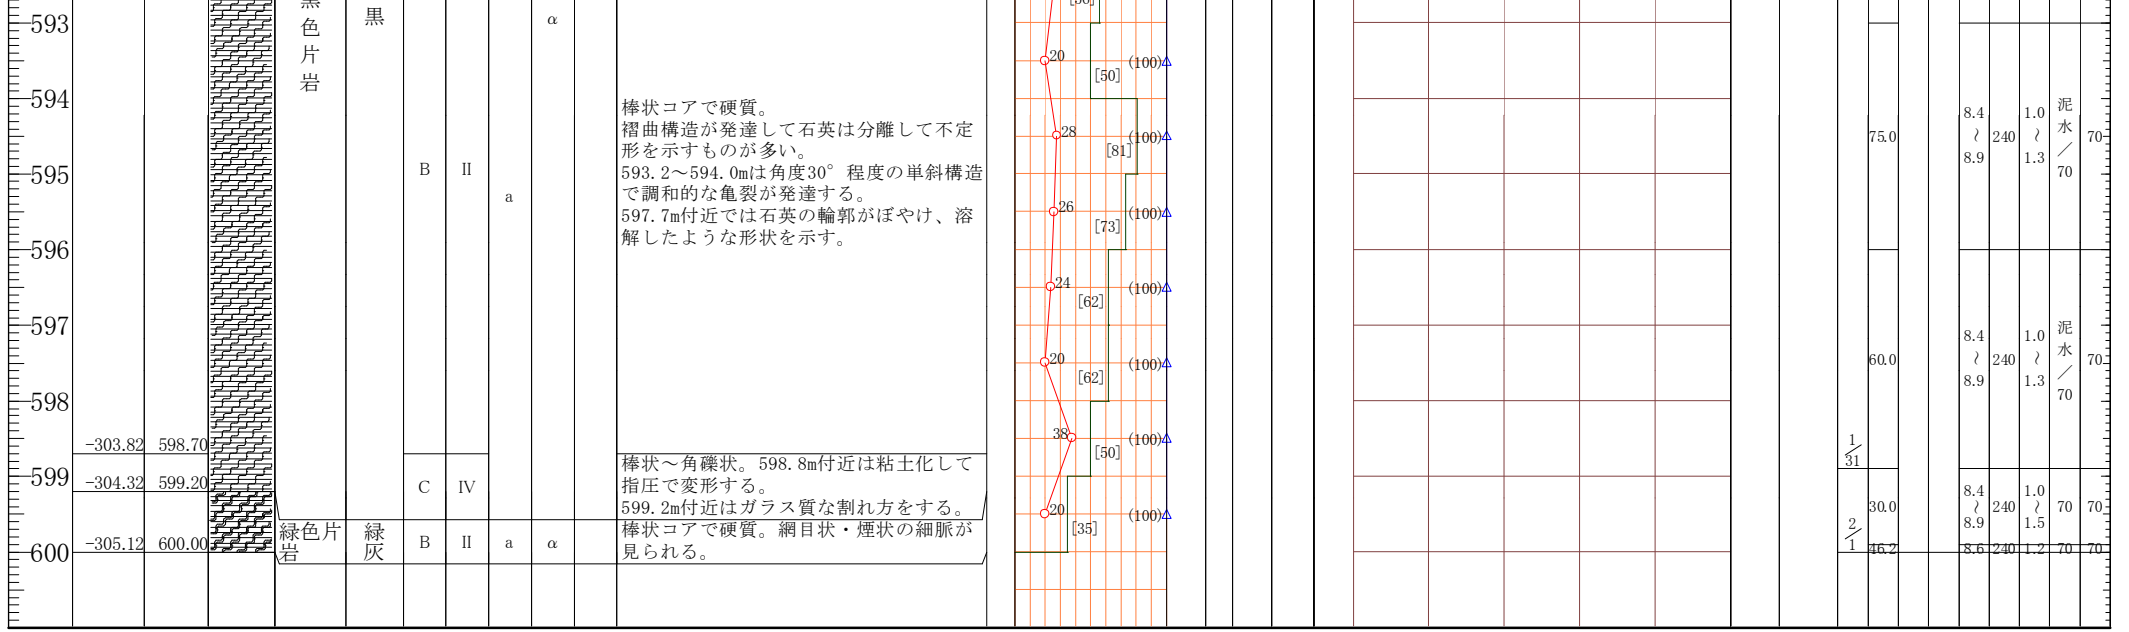 593
594
595
596
597
598
599
600
-303.82 598.70
-304.32 599.20
-305.12 600.00
色
片
岩
黒
緑色片
岩
緑
灰
B
II
a
α
C
IV
B
II
a
α
棒状コアで硬質。
褶曲構造が発達して石英は分離して不定
形を示すものが多い。
593.2～594.0mは角度30°程度の単斜構造
で調和的な亀裂が発達する。
597.7m付近では石英の輪郭がぼやけ、溶
解したような形状を示す。
棒状～角礫状。598.8m付近は粘土化して
指圧で変形する。
599.2m付近はガラス質な割れ方をする。
棒状コアで硬質。網目状・煙状の細脈が
見られる。
20
[50]
(100)
28
[81]
(100)
26
[73]
(100)
24
[62]
(100)
20
[62]
(100)
38
[50]
(100)
20
[35]
(100)
1
／
31
2
／
1
75.0
8.4
～
8.9
240
1.0
～
1.3
泥
水
／
70
70
60.0
8.4
～
8.9
240
1.0
～
1.3
泥
水
／
70
70
30.0
8.4
～
8.9
240
1.0
～
1.5
70
70
46.2 8.6 240 1.2 70 70